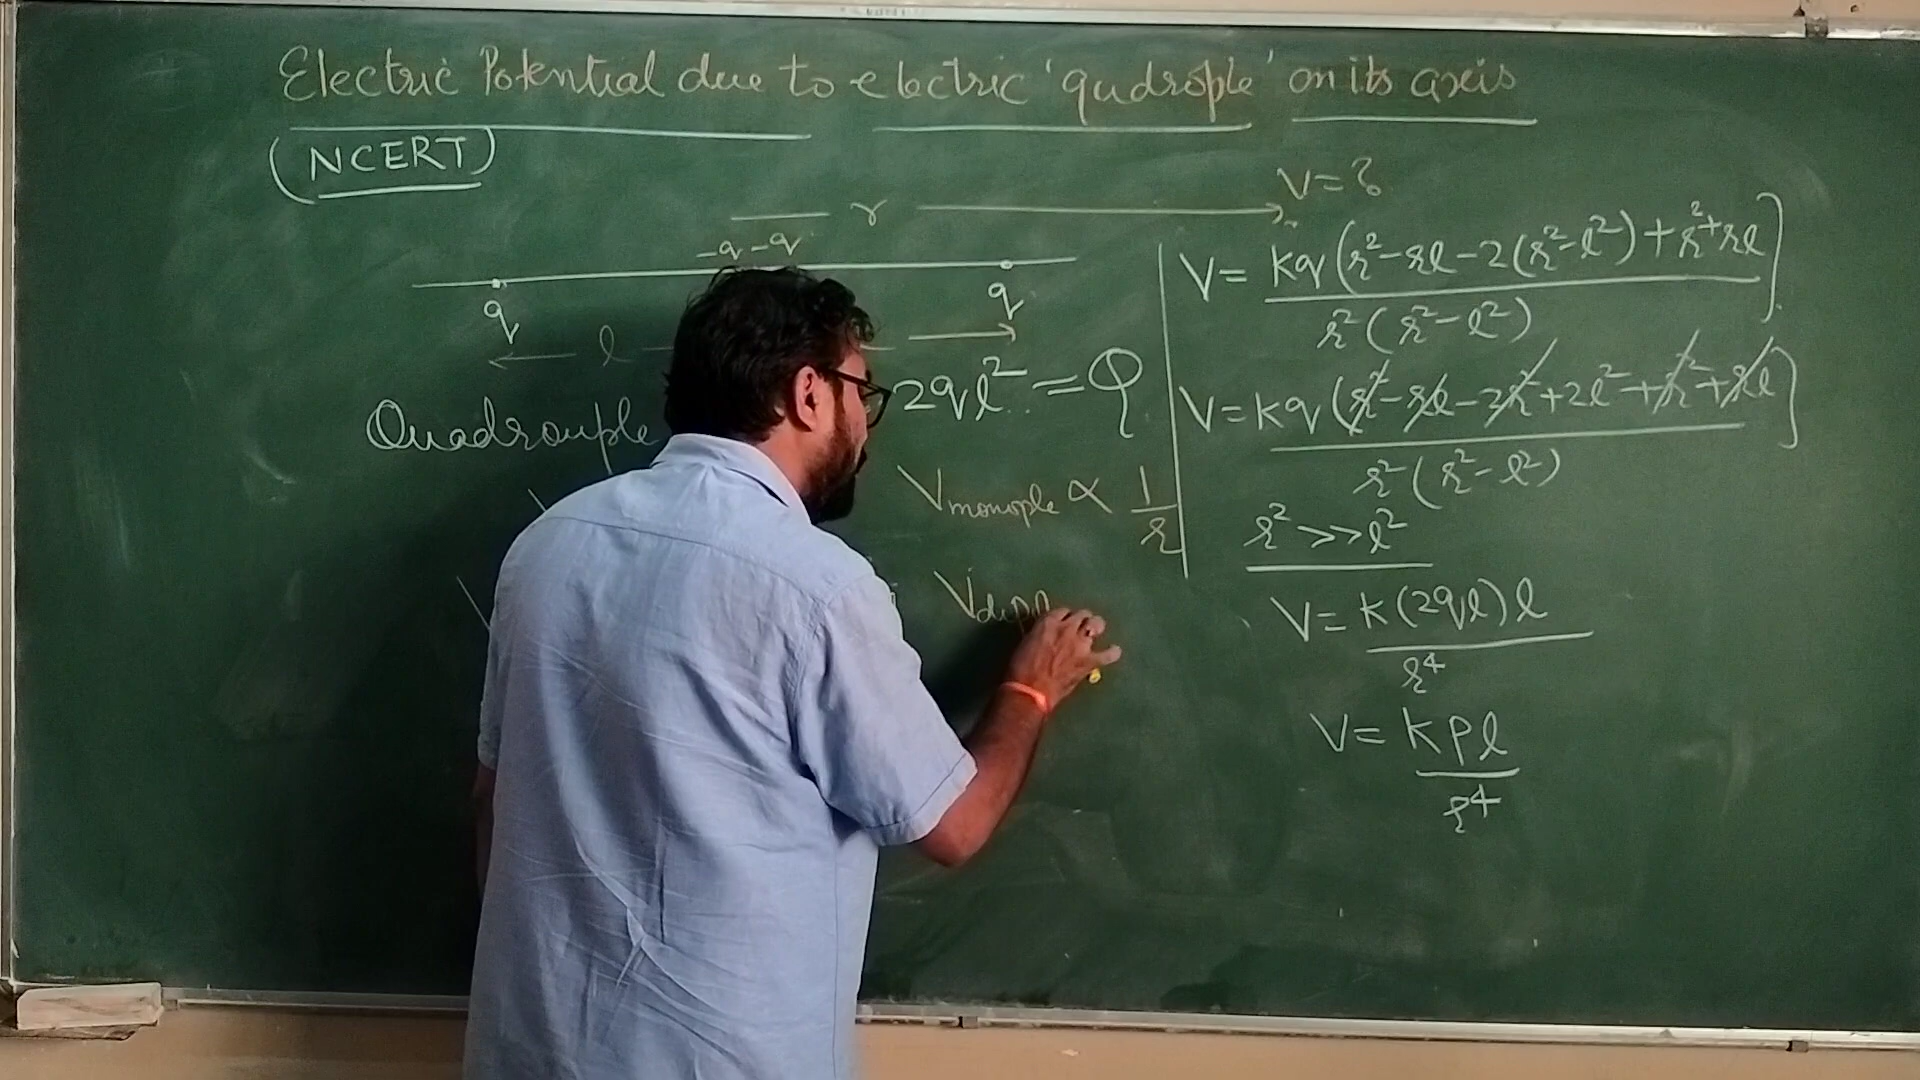 Electric Potential due to electric 'qudrople' on its axis
(NCERT)
V=?
r
-q -q
q
q
l
2ql² = Q
Quadrouple
V monople ∝ 1/r
V dipo
V = kq(r²-rl-2(r²-l²)+r²+rl]
r²(r²-l²)
V = kq(r²-rl-2r²+2l²+r²+rl]
r²(r²-l²)
r²>>l²
V = k(2ql)l
r⁴
V = kpl
r⁴